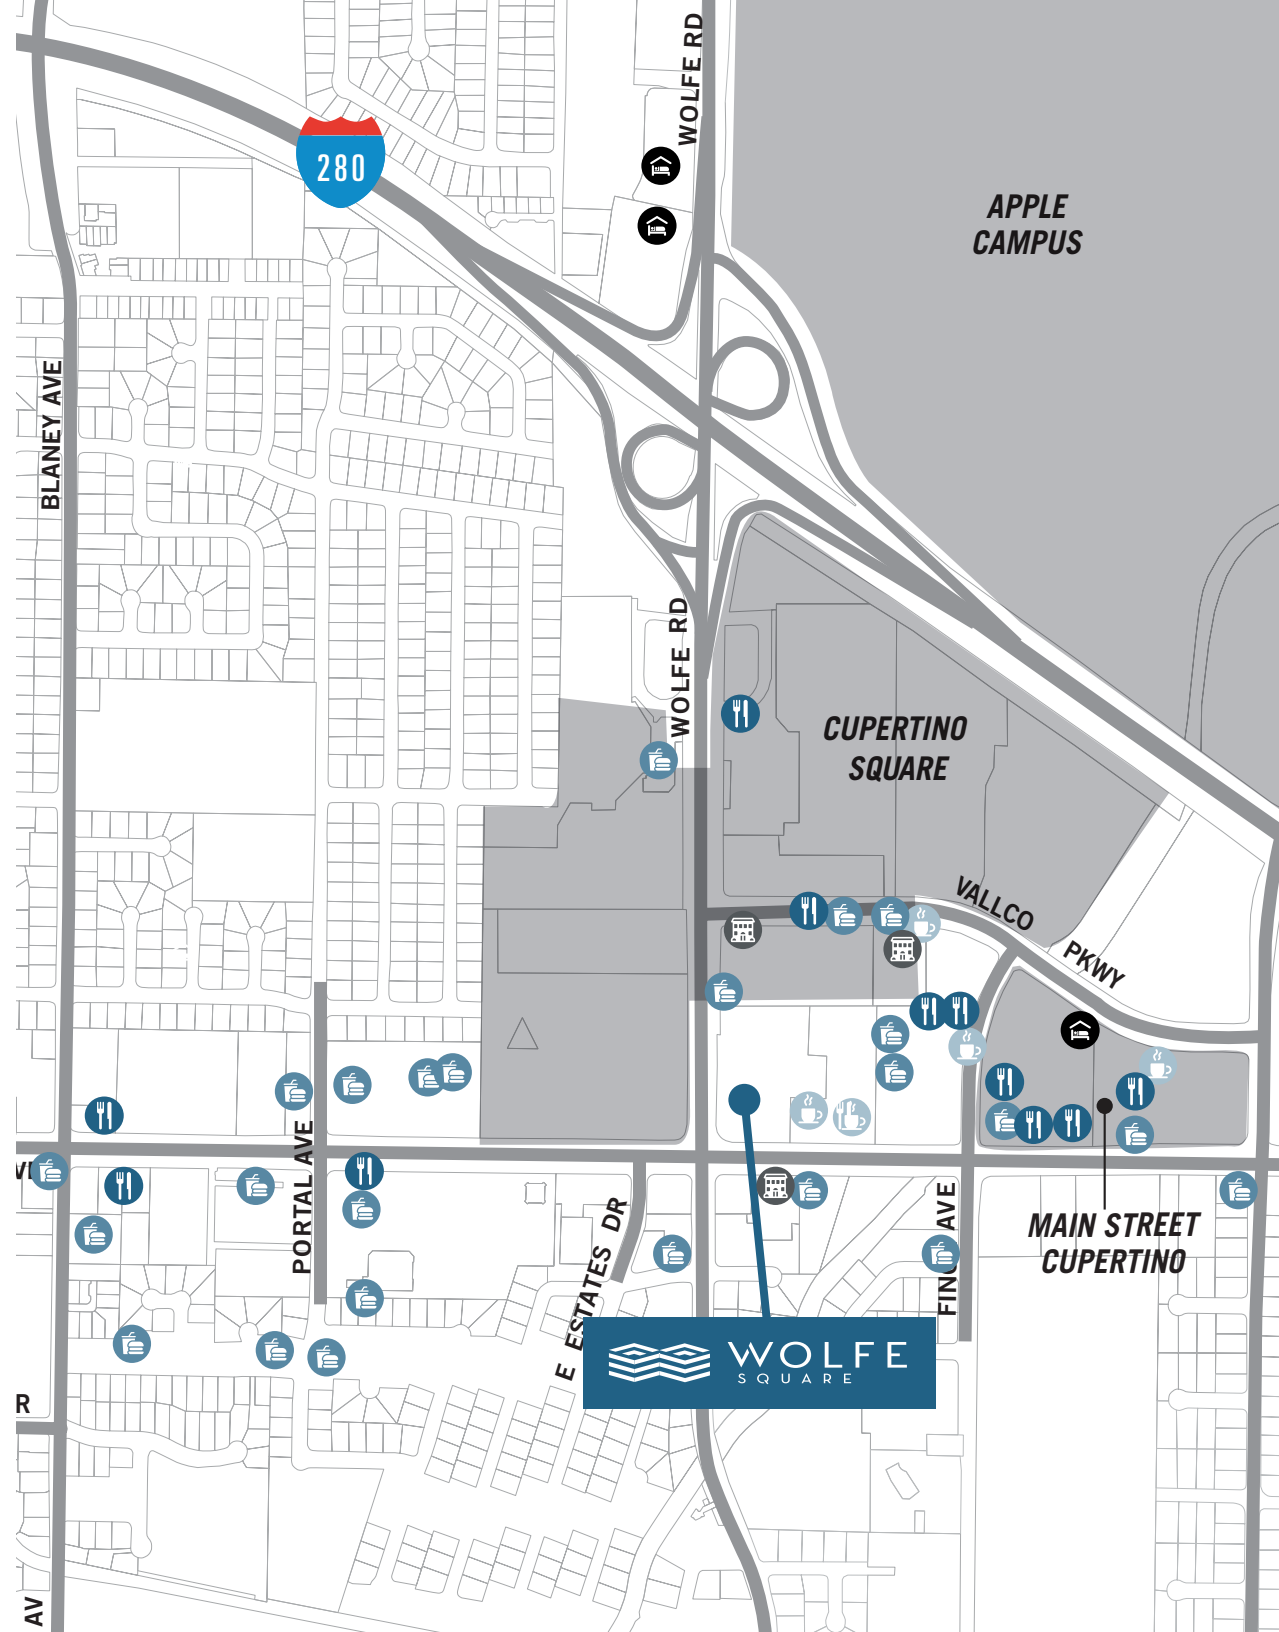 WOLFE RD
280
APPLE
CAMPUS
BLANEY AVE
WOLFE RD
CUPERTINO
SQUARE
VALLCO
PKWY
PORTAL AVE
E ESTATES DR
AVE
MAIN STREET
CUPERTINO
WOLFE
SQUARE
R
AV